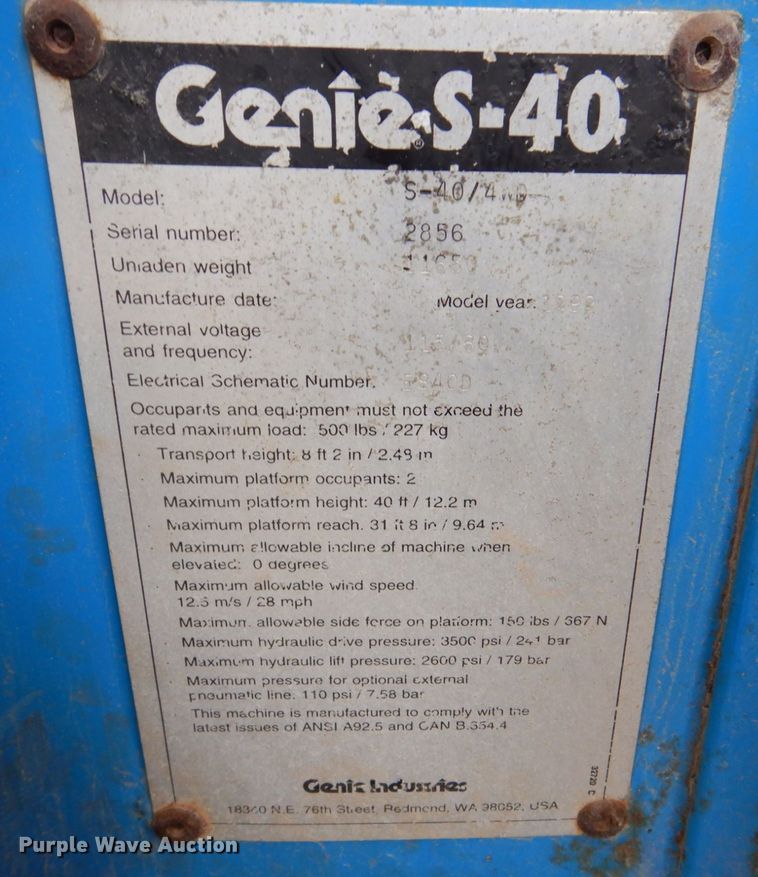 Genie S-40
Model: S-40/4WD
Serial number: 2856
Unladen weight 11650
Manufacture date: Model year:
External voltage
and frequency:
Electrical Schematic Number.
Occupants and equipment must not exceed the
rated maximum load: 500 lbs / 227 kg
Transport height: 8 ft 2 in / 2.49 m
Maximum platform occupants: 2
Maximum platform height: 40 ft / 12.2 m
Maximum platform reach. 31 ft 8 in / 9.64 m
Maximum allowable incline of machine when
elevated: 0 degrees
Maximum allowable wind speed
12.5 m/s / 28 mph
Maximum allowable side force on platform: 150 lbs / 667 N
Maximum hydraulic drive pressure: 3500 psi / 241 bar
Maximum hydraulic lift pressure: 2600 psi / 179 bar
Maximum pressure for optional external
pneumatic line: 110 psi / 7.58 bar
This machine is manufactured to comply with the
latest issues of ANSI A92.5 and CAN B.354.4
32720 C
Genie Industries
18340 N.E. 76th Street, Redmond, WA 98052, USA
Purple Wave Auction